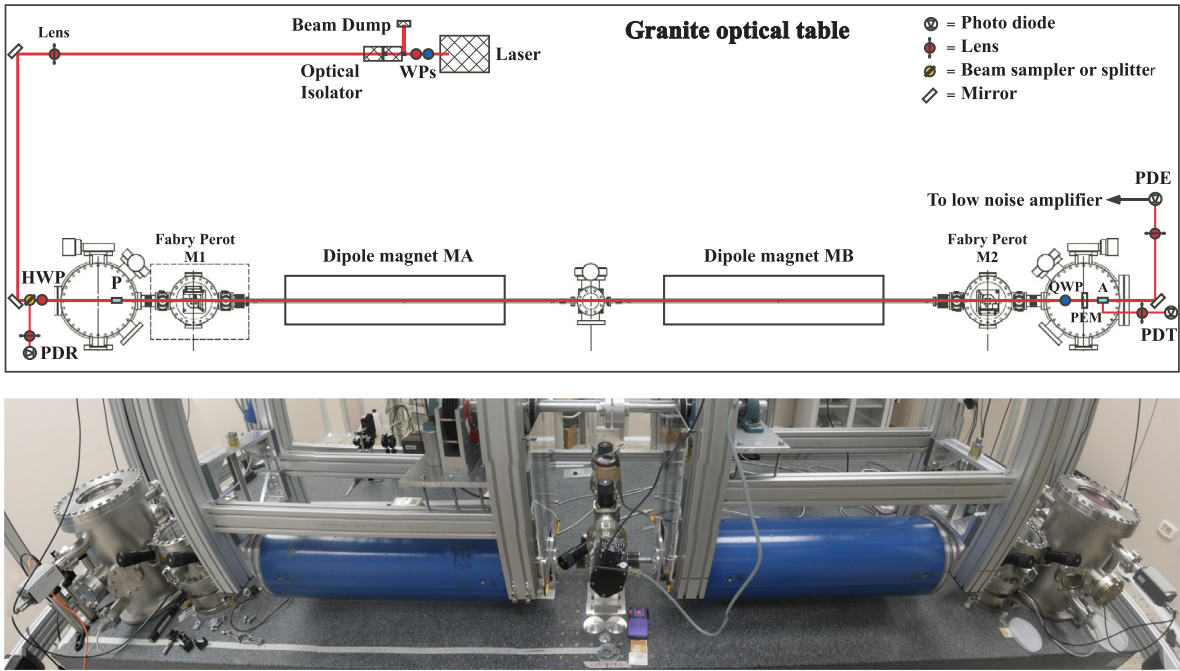 Granite optical table
= Photo diode
= Lens
= Beam sampler or splitter
= Mirror
Lens
Beam Dump
Optical
Isolator
WPs
Laser
PDE
To low noise amplifier
Fabry Perot
M1
Dipole magnet MA
Dipole magnet MB
Fabry Perot
M2
HWP
P
QWP
A
PEM
PDR
PDT